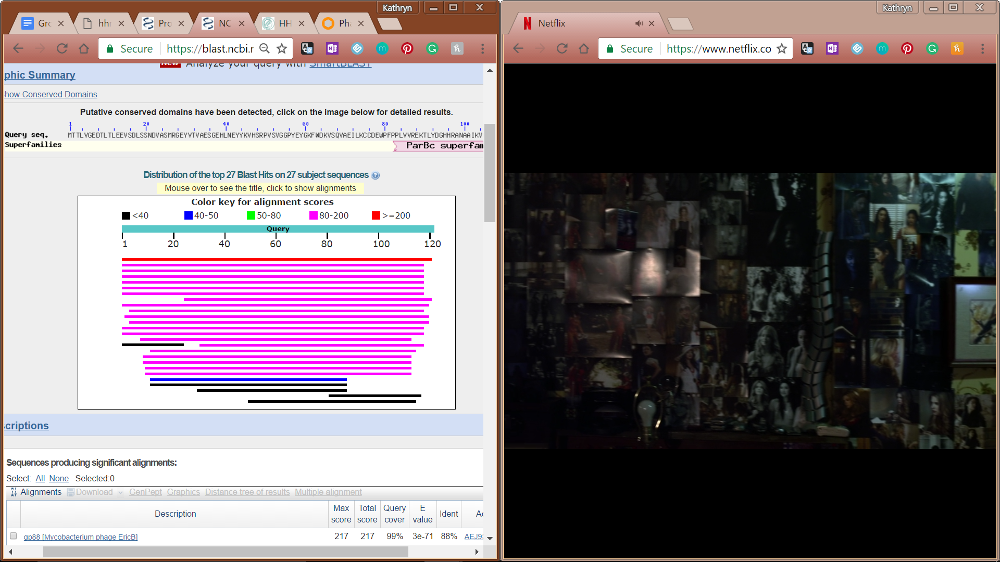 Kathryn
Grc
hhr
Pro
NC
HH
Pha
Secure
https://blast.ncbi.r
New Analyze your query with SmartBLAST
phic Summary
how Conserved Domains
Putative conserved domains have been detected, click on the image below for detailed results.
1 20 40 60 80 100
Query seq. MTTLVGEDTLTLEEVSDLSSNDVASMRGEYVTVAESGEHLNEYYKVHSRPVSVGGPYEYGKFWDKVSQVAEILKCCDEWPFPPLVVREKTLYDGHHRANAAIKV
Superfamilies ParBc superfam
Distribution of the top 27 Blast Hits on 27 subject sequences ?
Mouse over to see the title, click to show alignments
Color key for alignment scores
<40 40-50 50-80 80-200 >=200
Query
1 20 40 60 80 100 120
scriptions
Sequences producing significant alignments:
Select: All None Selected:0
Alignments Download GenPept Graphics Distance tree of results Multiple alignment
Description Max score Total score Query cover E value Ident Ac
gp88 [Mycobacterium phage EricB] 217 217 99% 3e-71 88% AEJ93
Kathryn
Netflix
Secure
https://www.netflix.co